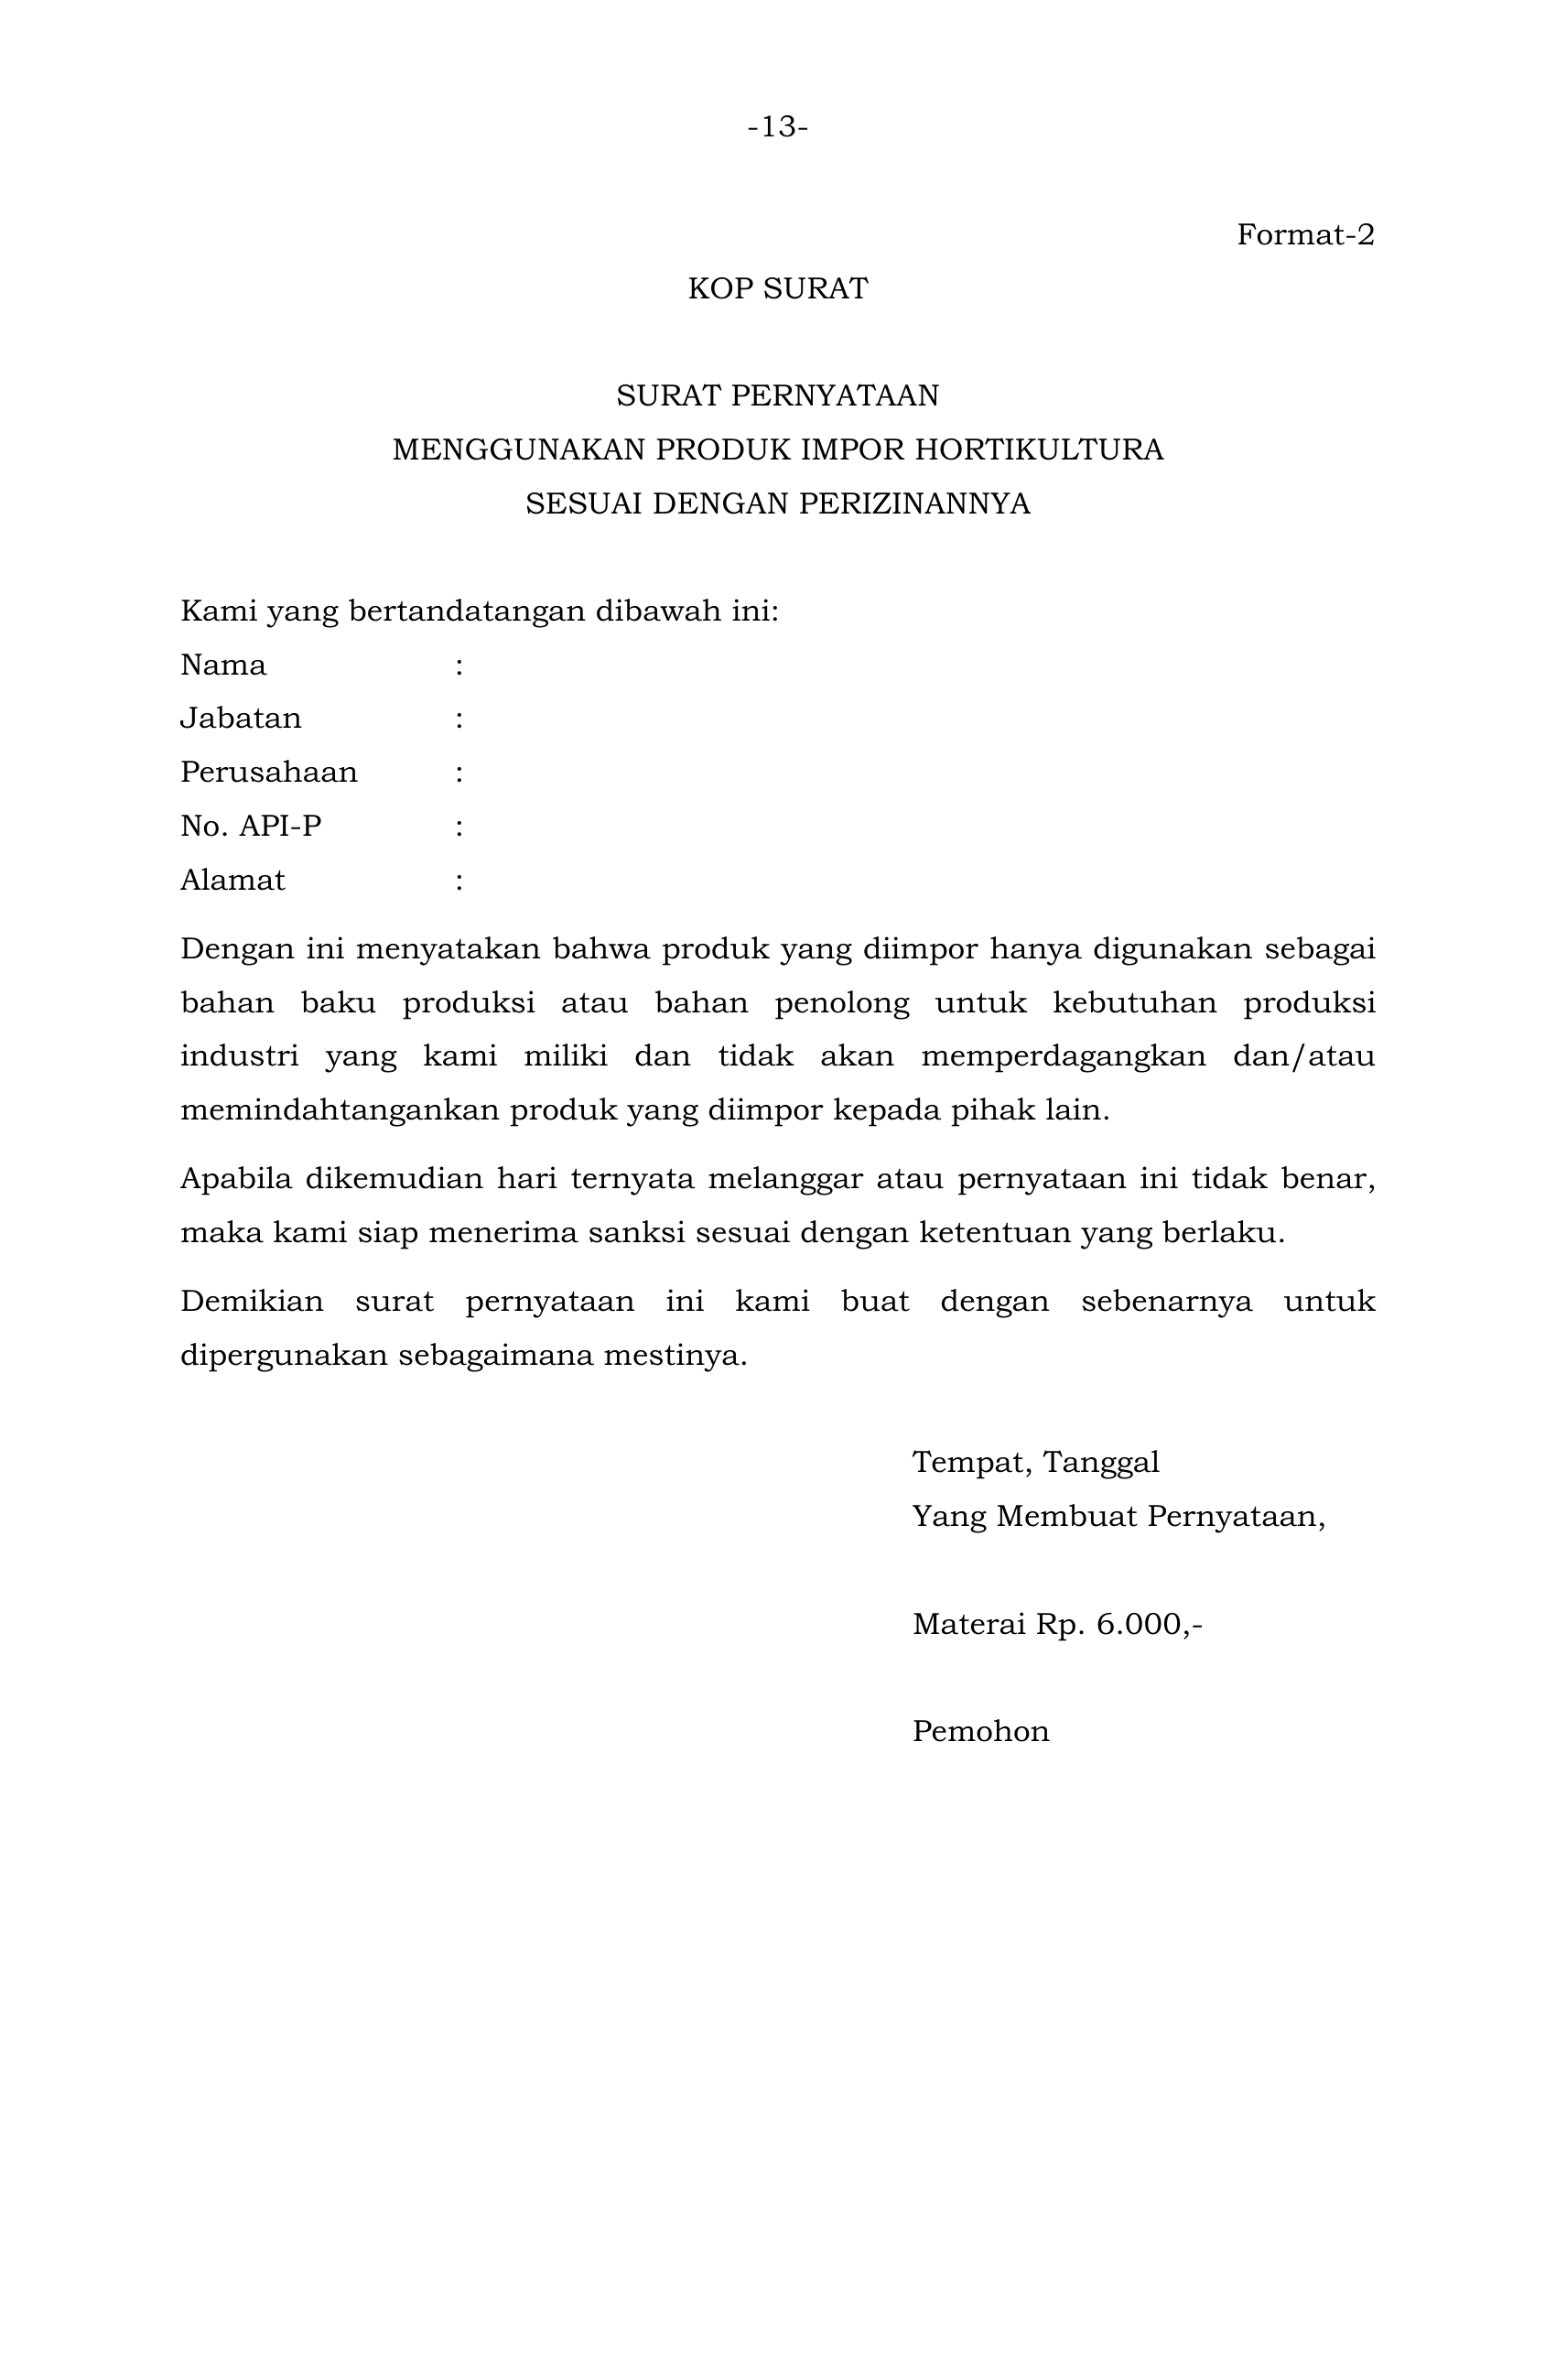 -13-
Format-2
KOP SURAT
SURAT PERNYATAAN
MENGGUNAKAN PRODUK IMPOR HORTIKULTURA
SESUAI DENGAN PERIZINANNYA
Kami yang bertandatangan dibawah ini:
Nama :
Jabatan :
Perusahaan :
No. API-P :
Alamat :
Dengan ini menyatakan bahwa produk yang diimpor hanya digunakan sebagai
bahan baku produksi atau bahan penolong untuk kebutuhan produksi
industri yang kami miliki dan tidak akan memperdagangkan dan/atau
memindahtangankan produk yang diimpor kepada pihak lain.
Apabila dikemudian hari ternyata melanggar atau pernyataan ini tidak benar,
maka kami siap menerima sanksi sesuai dengan ketentuan yang berlaku.
Demikian surat pernyataan ini kami buat dengan sebenarnya untuk
dipergunakan sebagaimana mestinya.
Tempat, Tanggal
Yang Membuat Pernyataan,
Materai Rp. 6.000,-
Pemohon